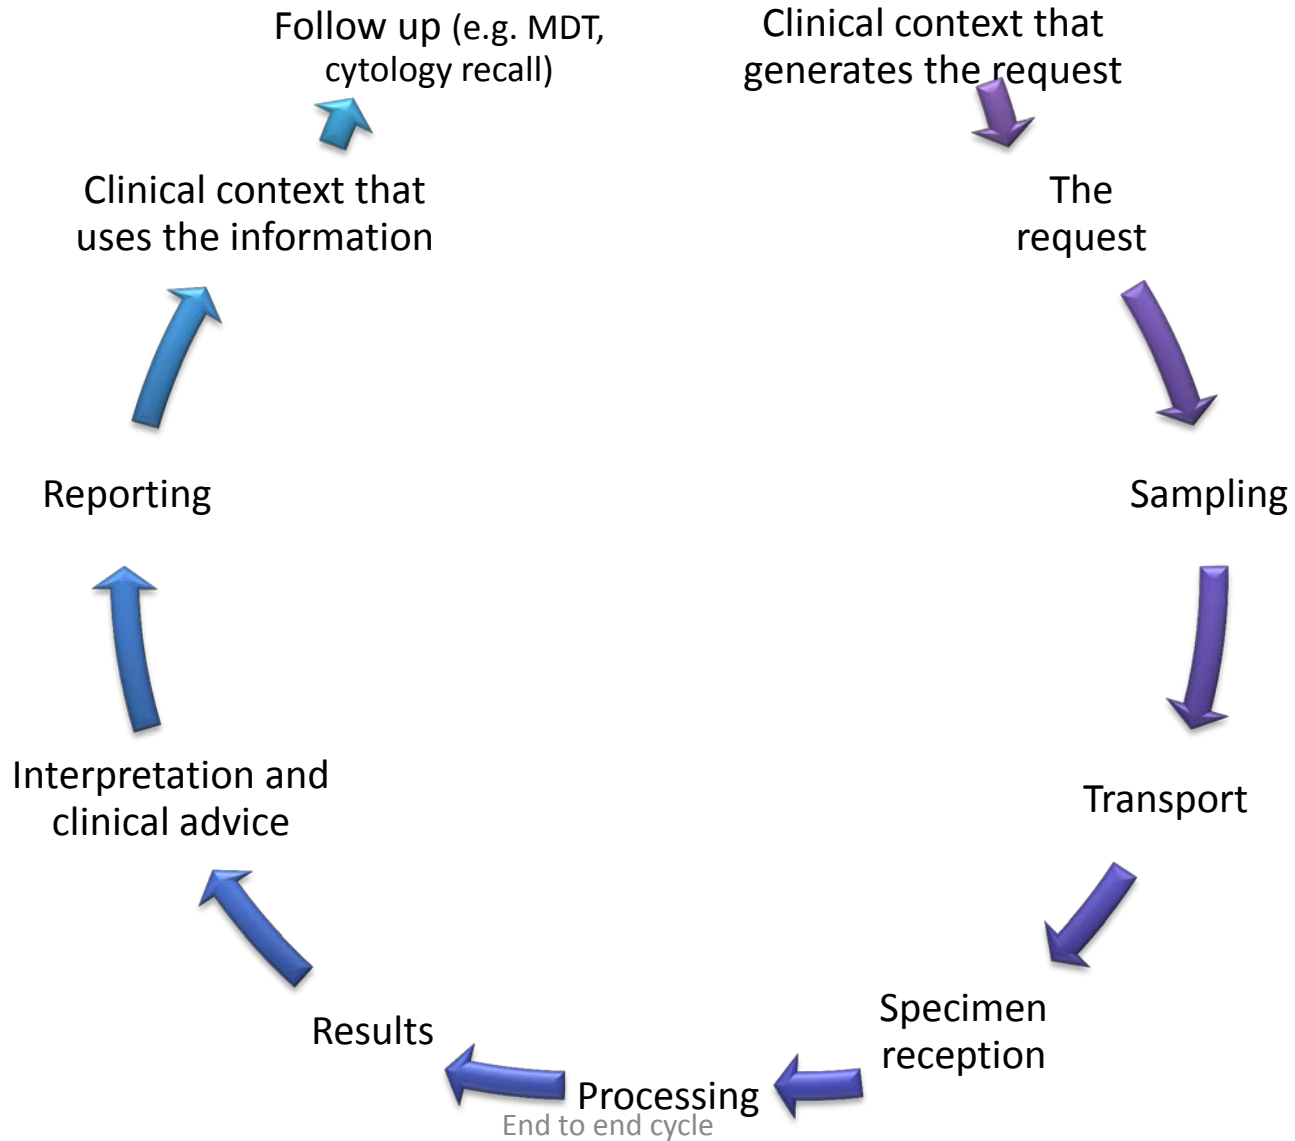 Clinical context that
generates the request
The
request
Sampling
Transport
Specimen
reception
Processing
Results
Interpretation and
clinical advice
Reporting
Clinical context that
uses the information
Follow up (e.g. MDT,
cytology recall)
End to end cycle